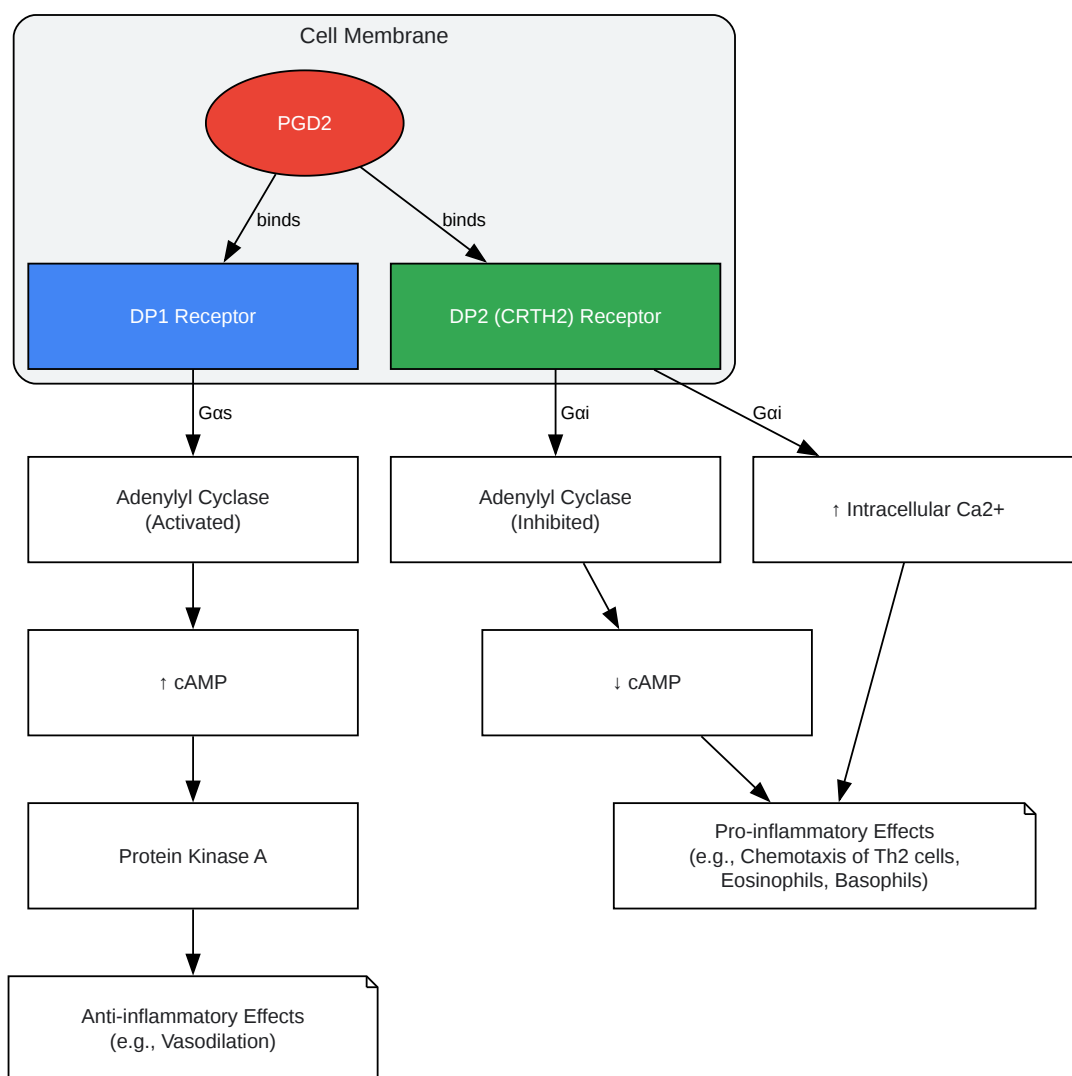 Cell Membrane
PGD2
binds
binds
DP1 Receptor
DP2 (CRTH2) Receptor
Gαs
Gαi
Gαi
Adenylyl Cyclase
(Activated)
Adenylyl Cyclase
(Inhibited)
↑ Intracellular Ca2+
↑ cAMP
↓ cAMP
Protein Kinase A
Pro-inflammatory Effects
(e.g., Chemotaxis of Th2 cells,
Eosinophils, Basophils)
Anti-inflammatory Effects
(e.g., Vasodilation)